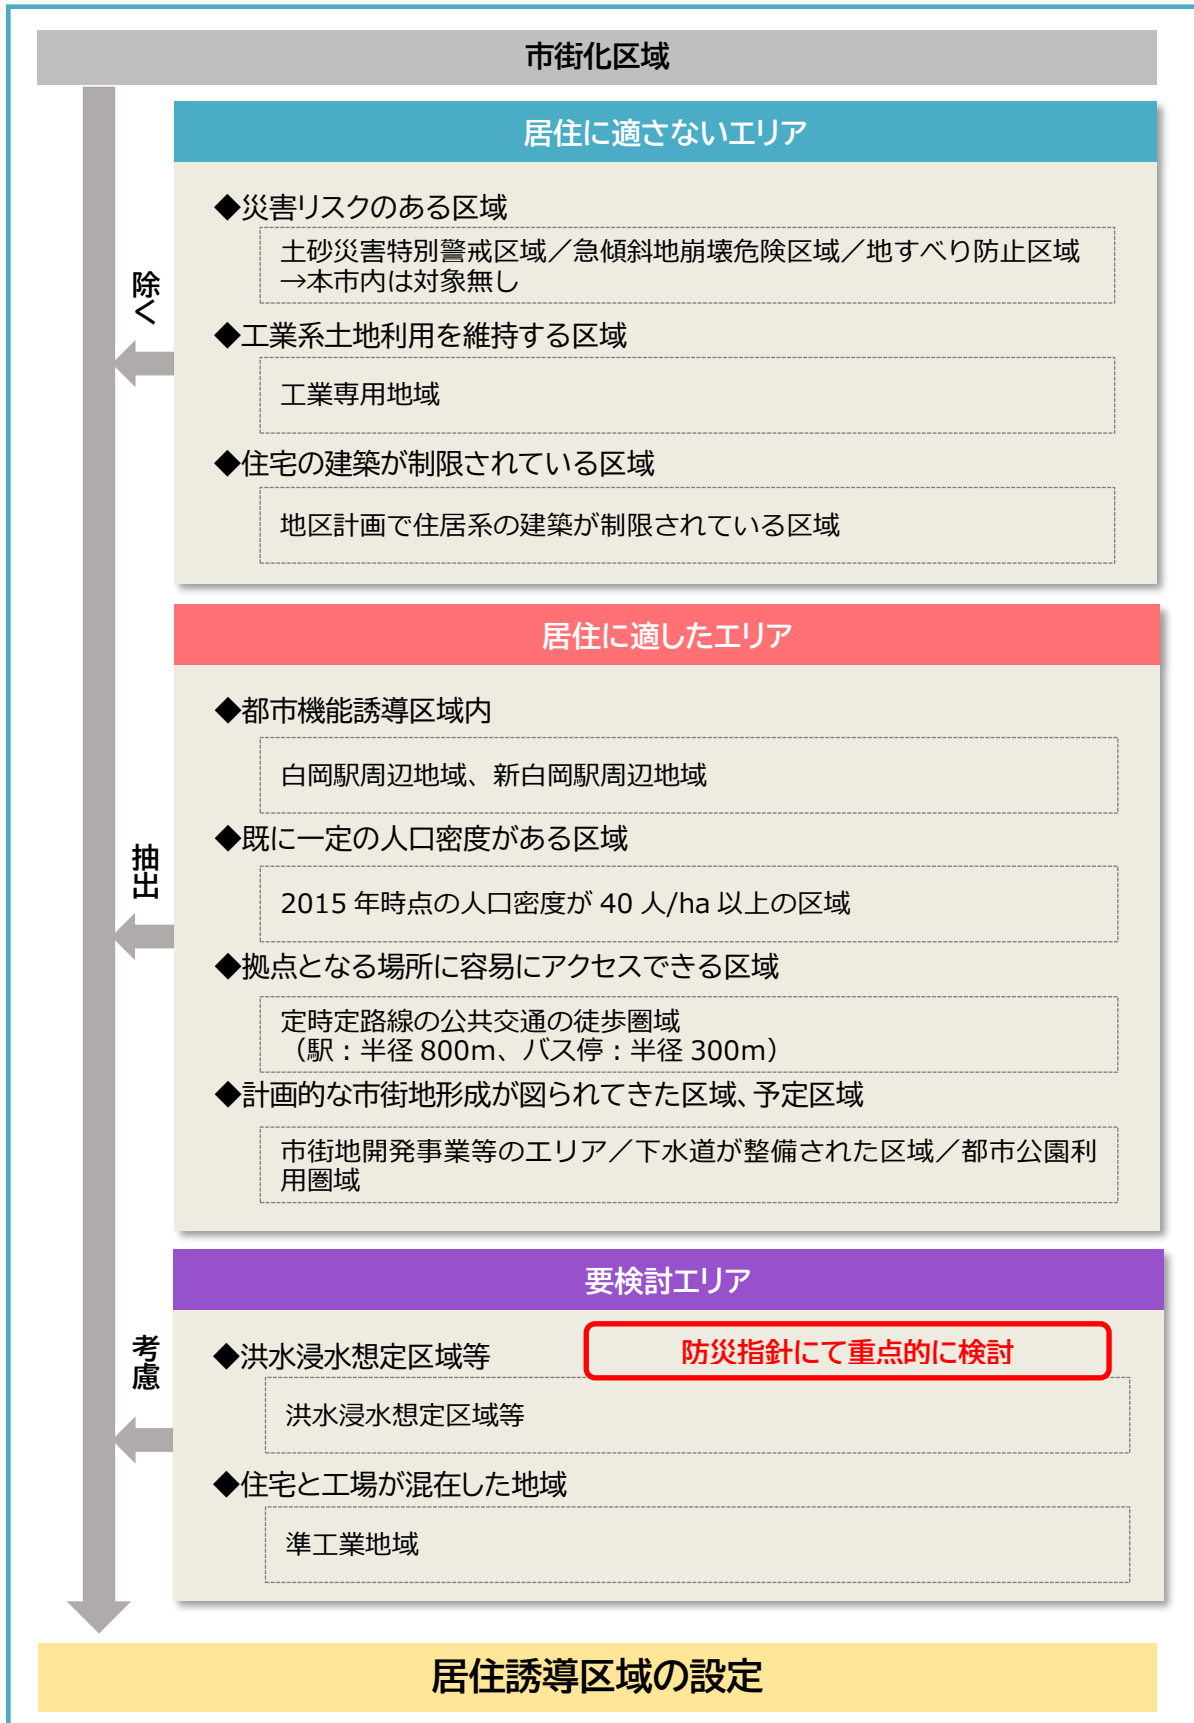 市街化区域
居住に適さないエリア
◆災害リスクのある区域
土砂災害特別警戒区域／急傾斜地崩壊危険区域／地すべり防止区域
→本市内は対象無し
除く
◆工業系土地利用を維持する区域
工業専用地域
◆住宅の建築が制限されている区域
地区計画で住居系の建築が制限されている区域
居住に適したエリア
◆都市機能誘導区域内
白岡駅周辺地域、新白岡駅周辺地域
◆既に一定の人口密度がある区域
抽出
2015 年時点の人口密度が 40 人/ha 以上の区域
◆拠点となる場所に容易にアクセスできる区域
定時定路線の公共交通の徒歩圏域
（駅：半径 800m、バス停：半径 300m）
◆計画的な市街地形成が図られてきた区域、予定区域
市街地開発事業等のエリア／下水道が整備された区域／都市公園利
用圏域
要検討エリア
考慮
◆洪水浸水想定区域等
防災指針にて重点的に検討
洪水浸水想定区域等
◆住宅と工場が混在した地域
準工業地域
居住誘導区域の設定